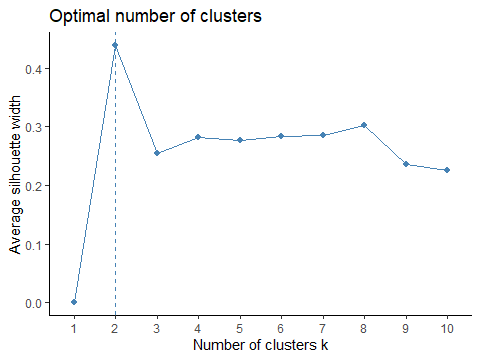 Optimal number of clusters
Average silhouette width
0.4
0.3
0.2
0.1
0.0
1 2 3 4 5 6 7 8 9 10
Number of clusters k